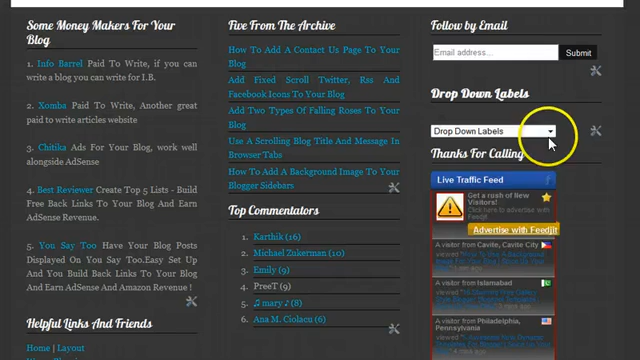 Some Money Makers For Your
Blog
1. Info Barrel Paid To Write, if you can
write a blog you can write for I.B.
2. Xomba Paid To Write, Another great
paid to write articles website
3. Chitika Ads For Your Blog, work well
alongside AdSense
4. Best Reviewer Create Top 5 Lists - Build
Free Back Links To Your Blog And Earn
AdSense Revenue.
5. You Say Too Have Your Blog Posts
Displayed On You Say Too.Easy Set Up
And You Build Back Links To Your Blog
And Earn AdSense And Amazon Revenue !
Helpful Links And Friends
Home | Layout
Five From The Archive
How To Add A Contact Us Page To Your
Blog
Add Fixed Scroll Twitter, Rss And
Facebook Icons To Your Blog
Add Two Types Of Falling Roses To Your
Blog
Use A Scrolling Blog Title And Message In
Browser Tabs
How To Add A Background Image To Your
Blogger Sidebars
Top Commentators
1. Karthik (16)
2. Michael Zukerman (10)
3. Emily (9)
4. PreeT (9)
5. ♫ mary ♪ (8)
6. Ana M. Ciolacu (6)
Follow by Email
Email address... Submit
Drop Down Labels
Drop Down Labels
Thanks For Calling
Live Traffic Feed
Get a rush of New
Visitors!
Click here to advertise with
Feedjit
Advertise with Feedjit
A visitor from Cavite, Cavite City
A visitor from Islamabad
A visitor from Philadelphia,
Pennsylvania